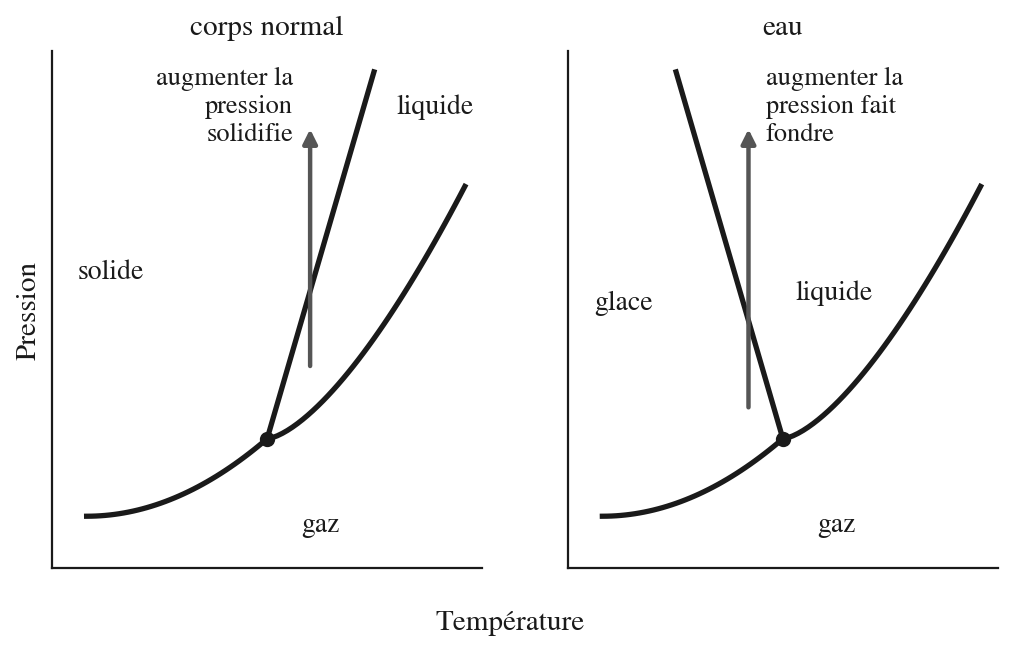 corps normal
augmenter la
pression
solidifie
liquide
solide
gaz
Pression
eau
augmenter la
pression fait
fondre
glace
liquide
gaz
Température